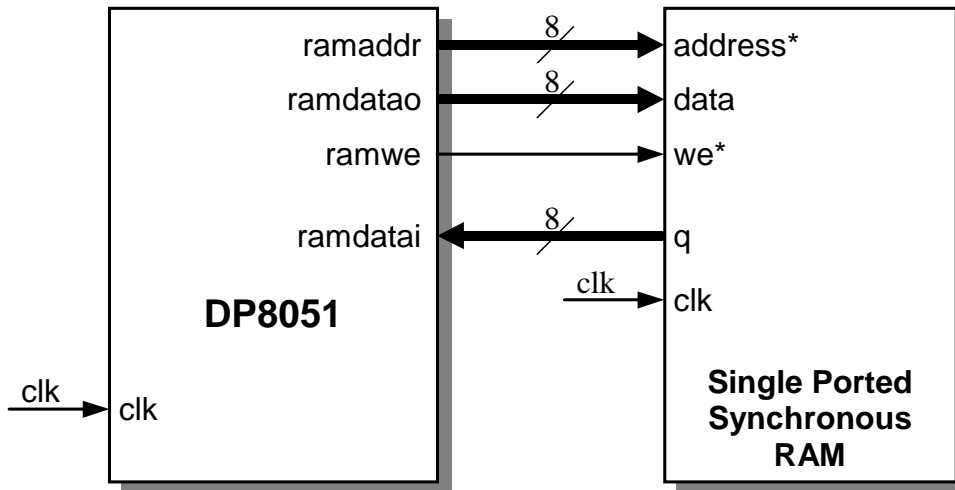 ramaddr 8 address*
ramdatao 8 data
ramwe we*
ramdatai 8 q
clk clk
DP8051
clk clk
Single Ported
Synchronous
RAM